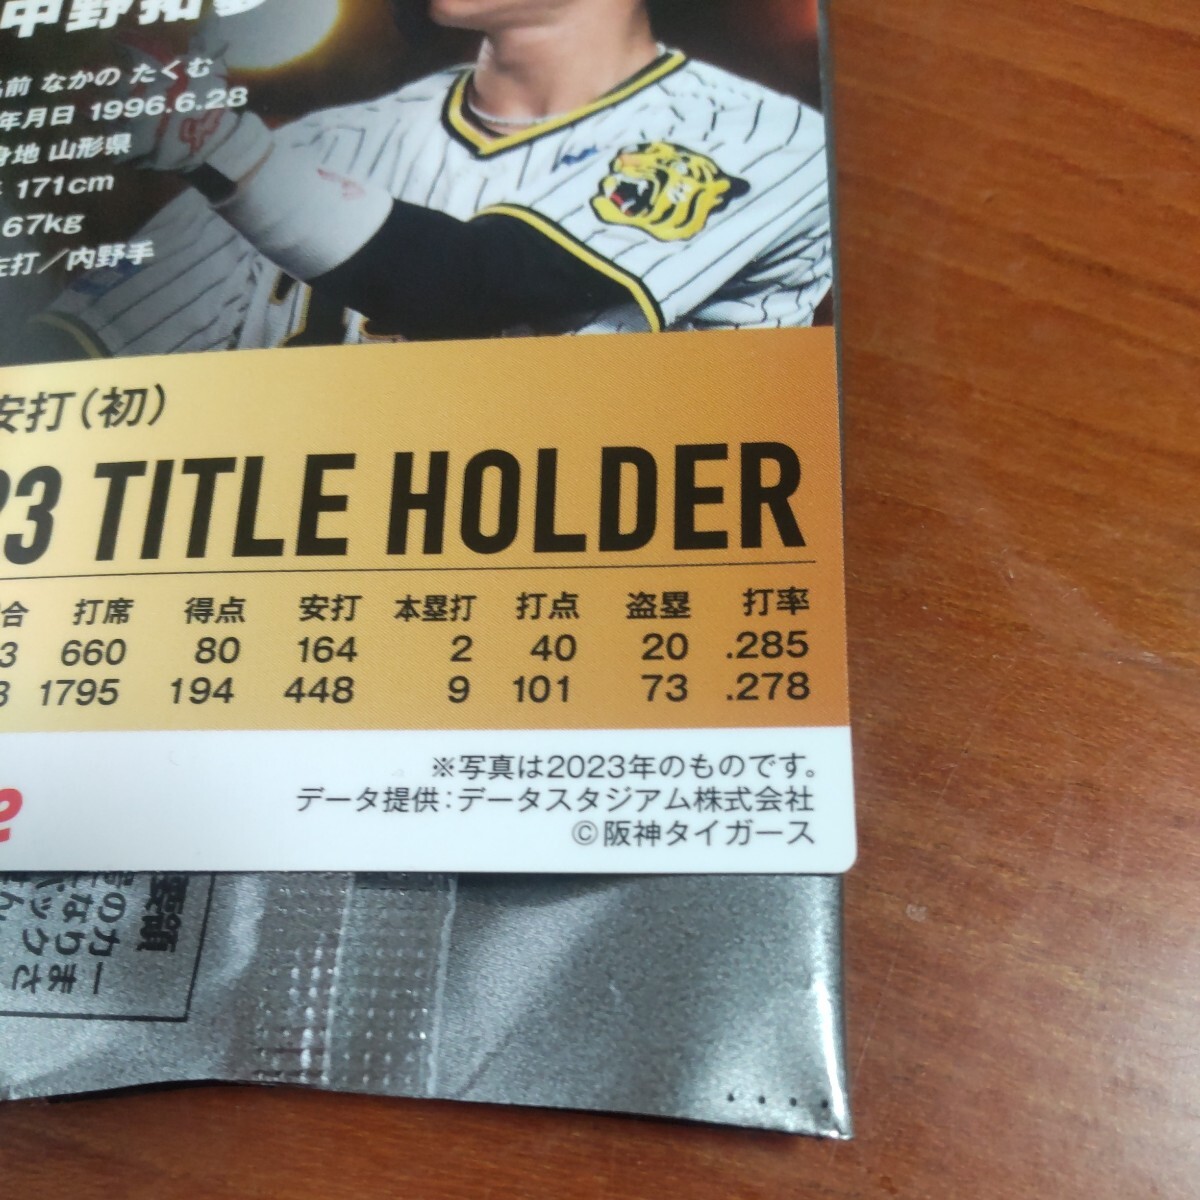 中野拓夢
名前 なかの たくむ
年月日 1996.6.28
身地 山形県
171cm
67kg
左打／内野手
安打（初）
23 TITLE HOLDER
合 打席 得点 安打 本塁打 打点 盗塁 打率
3 660 80 164 2 40 20 .285
8 1795 194 448 9 101 73 .278
※写真は2023年のものです。
データ提供：データスタジアム株式会社
©阪神タイガース